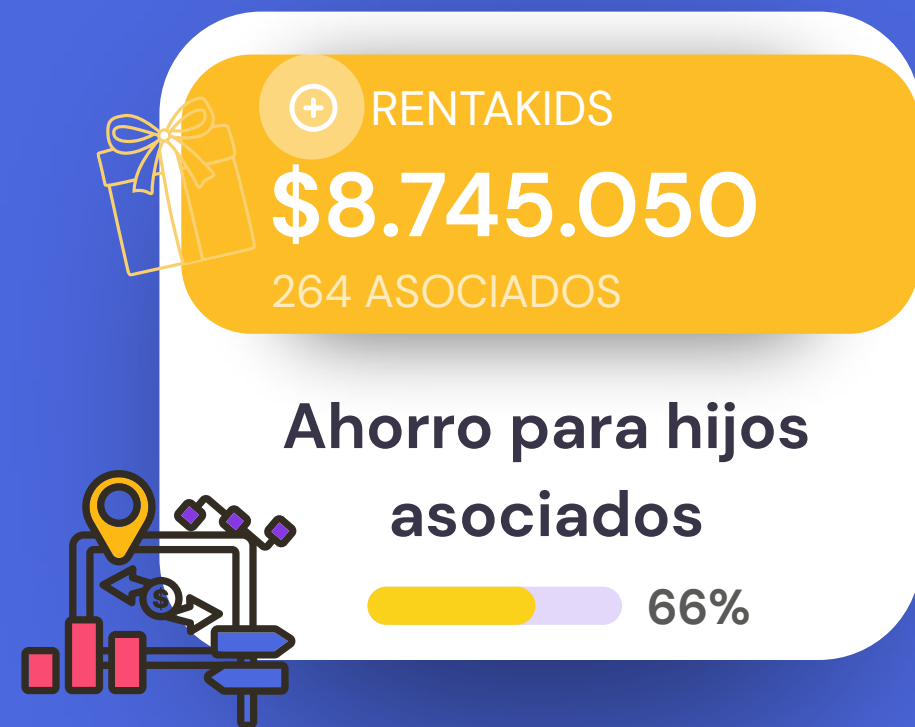 RENTAKIDS
$8.745.050
264 ASOCIADOS
Ahorro para hijos
asociados
66%
$